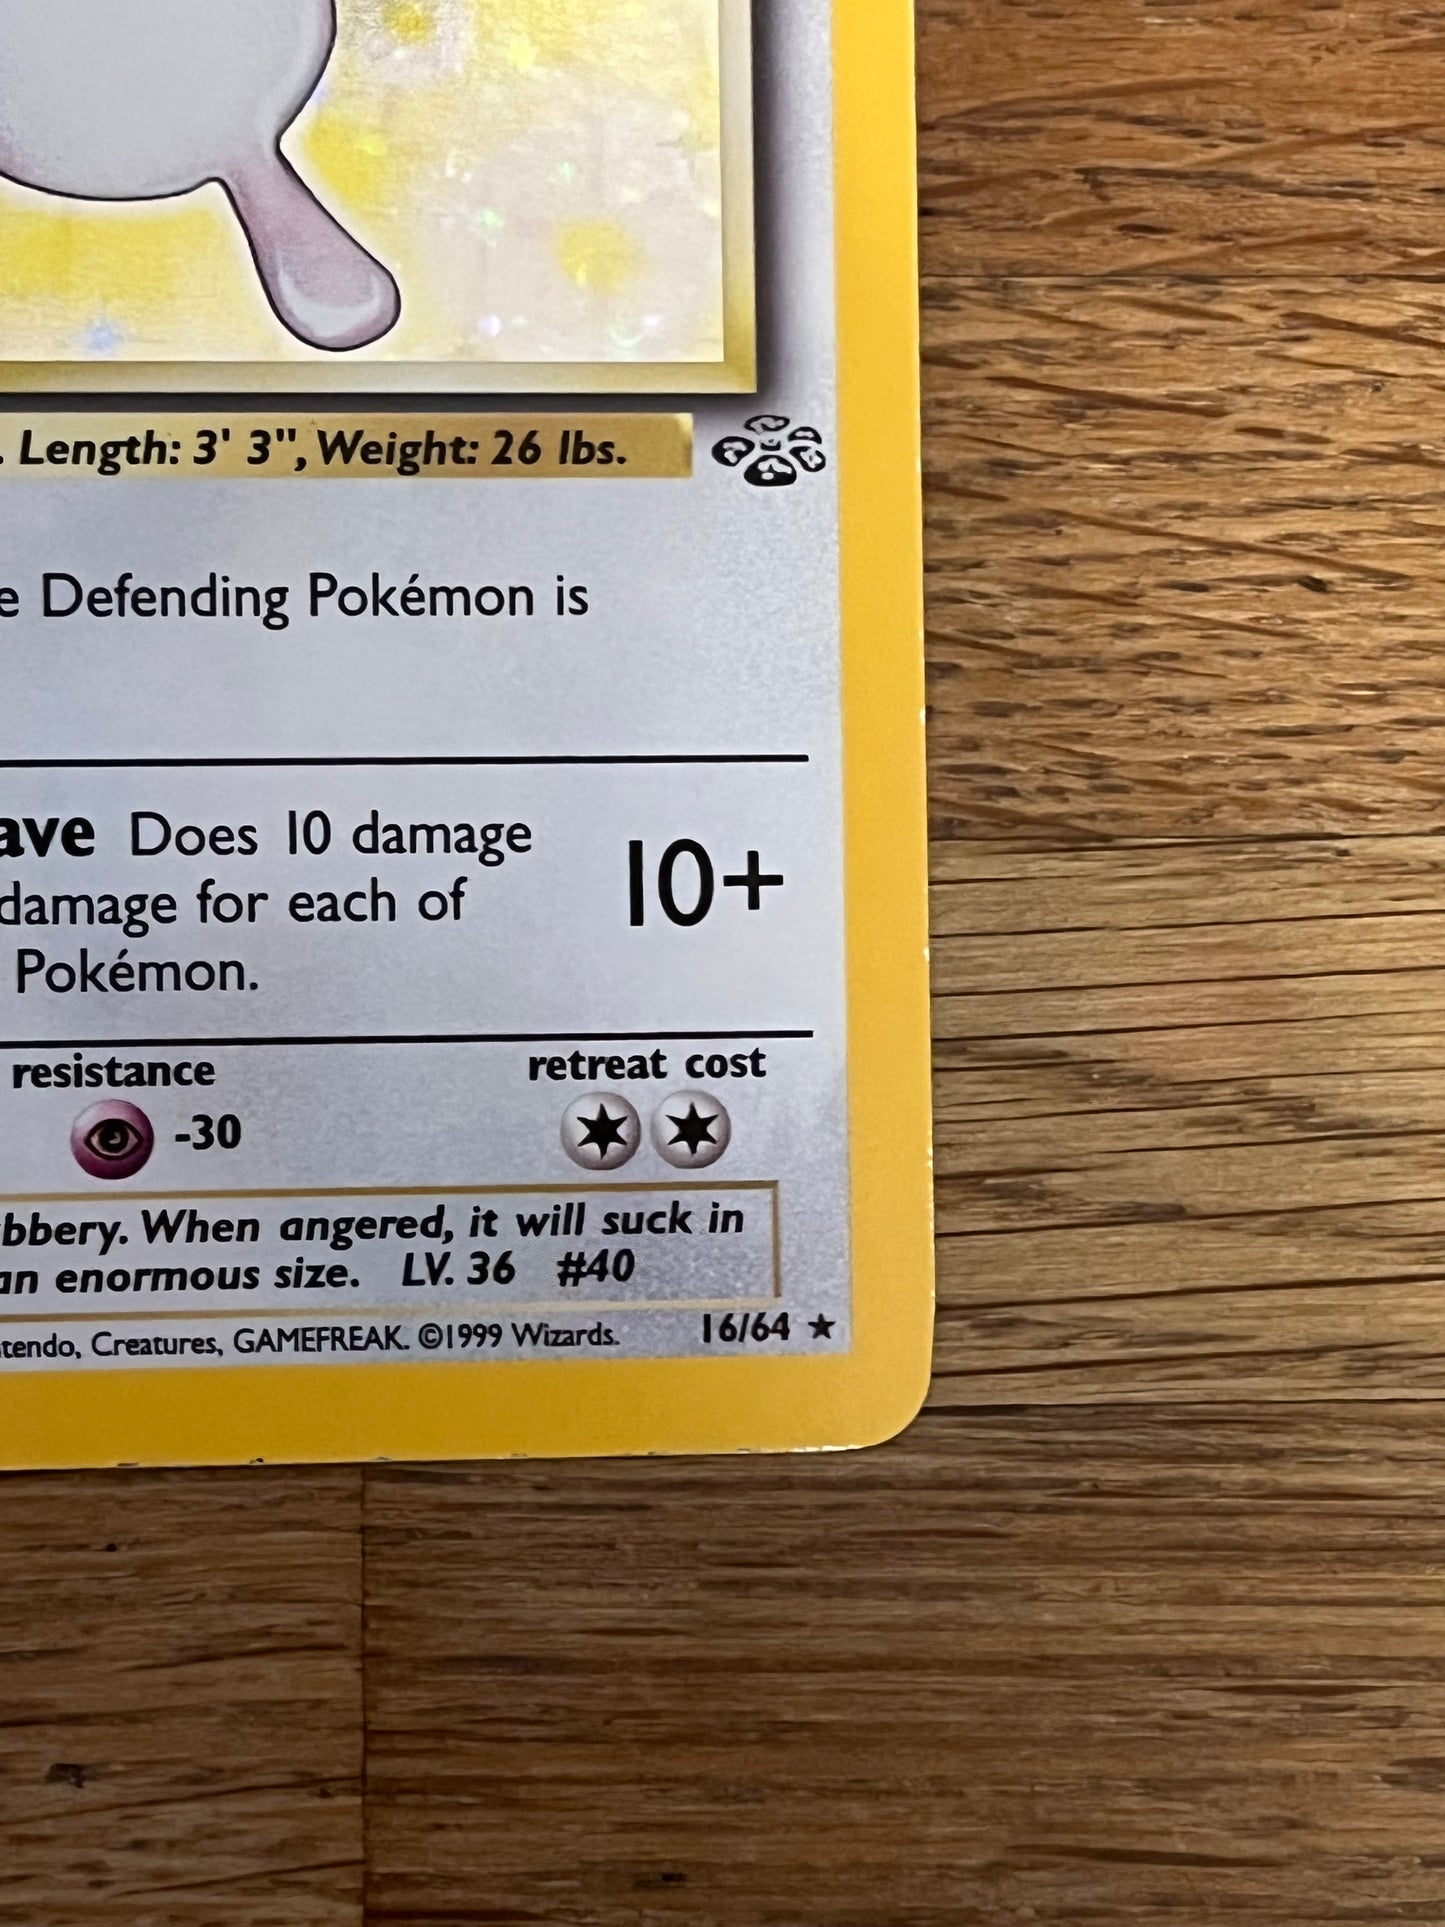 . Length: 3' 3", Weight: 26 lbs.
e Defending Pokémon is
ave Does 10 damage
damage for each of
Pokémon.
10+
resistance
retreat cost
-30
bbery. When angered, it will suck in
an enormous size. LV. 36 #40
tendo, Creatures, GAMEFREAK. ©1999 Wizards.
16/64 ★